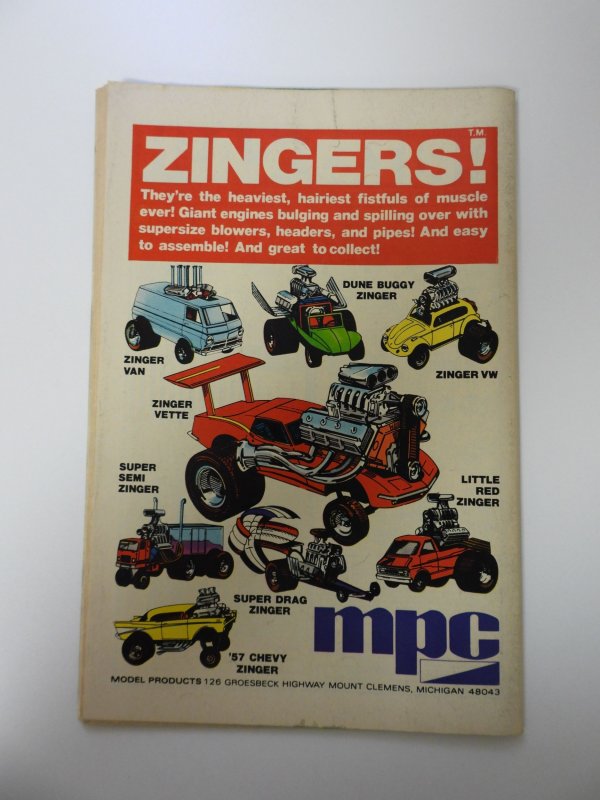 ZINGERS!
T.M.
They're the heaviest, hairiest fistfuls of muscle
ever! Giant engines bulging and spilling over with
supersize blowers, headers, and pipes! And easy
to assemble! And great to collect!
DUNE BUGGY
ZINGER
ZINGER
VAN
ZINGER VW
ZINGER
VETTE
SUPER
SEMI
ZINGER
LITTLE
RED
ZINGER
SUPER DRAG
ZINGER
'57 CHEVY
ZINGER
mpc
MODEL PRODUCTS 126 GROESBECK HIGHWAY MOUNT CLEMENS, MICHIGAN 48043